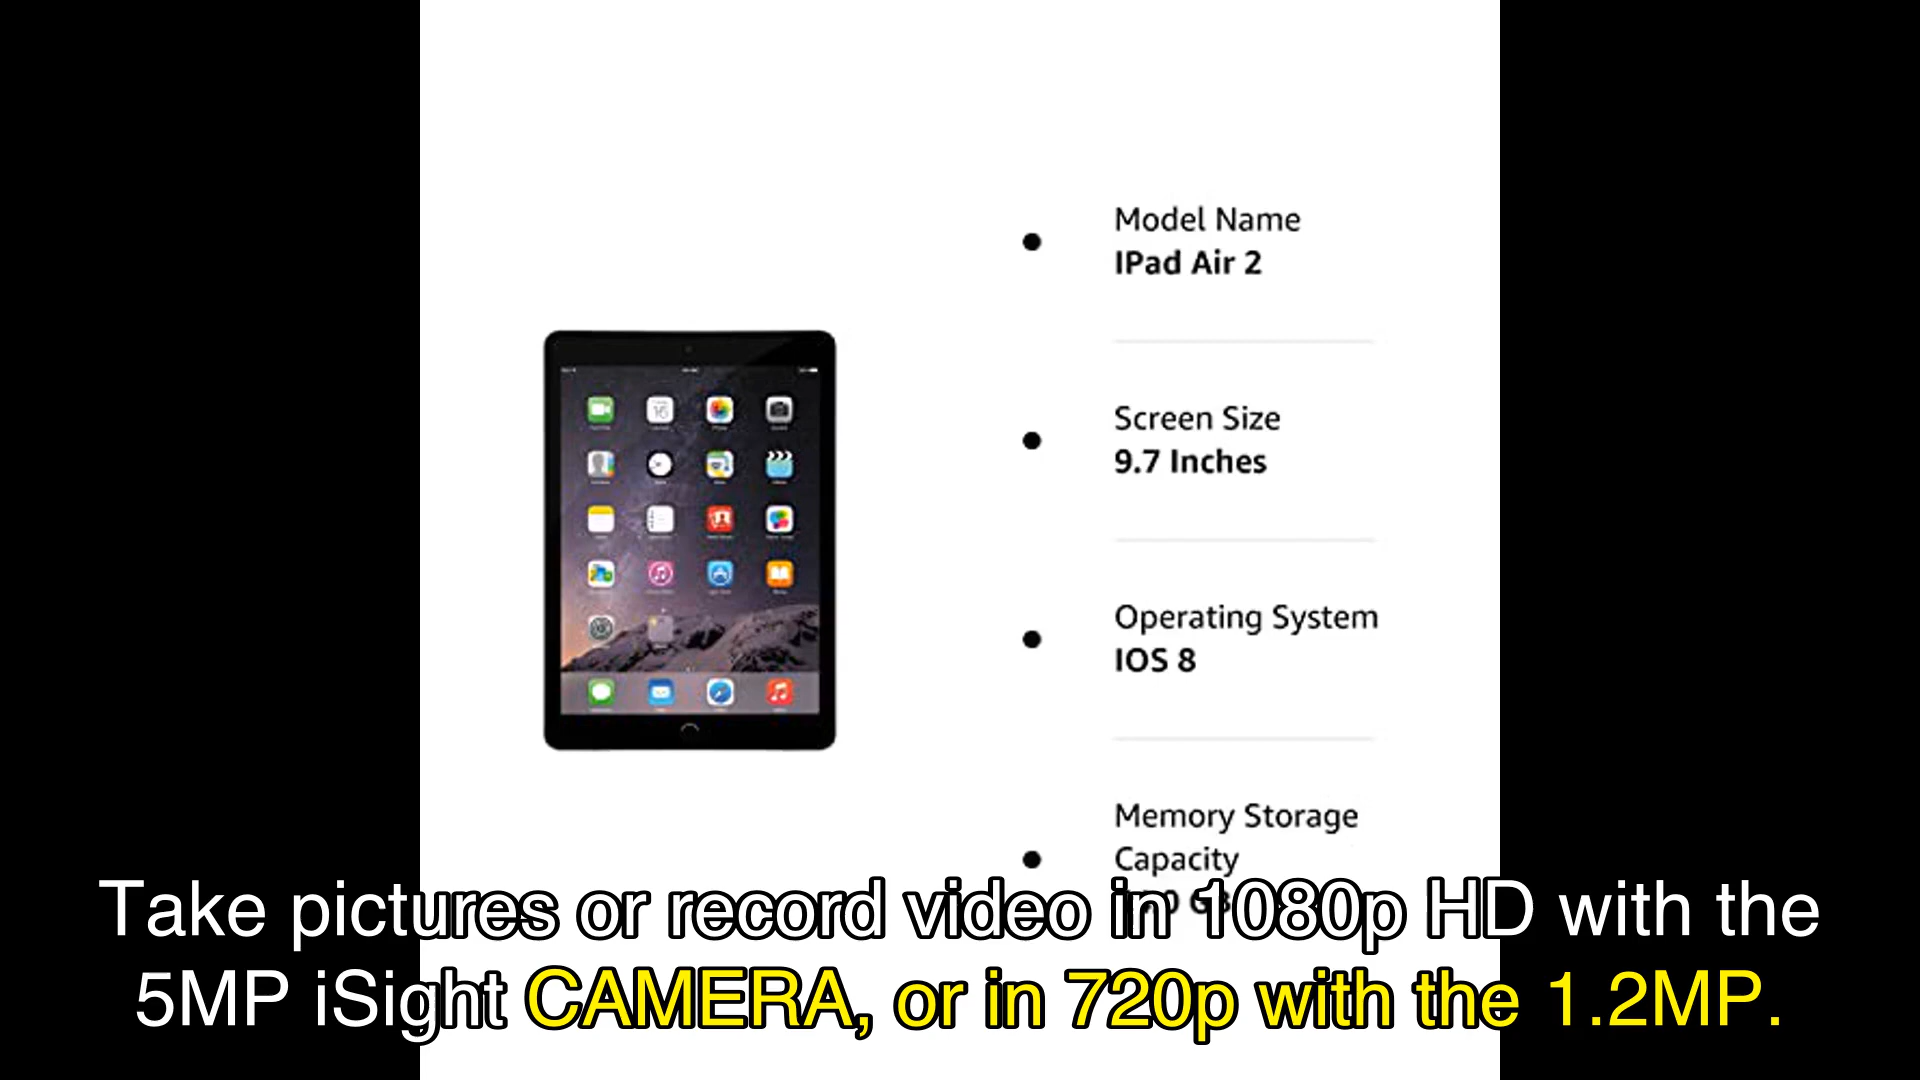 Model Name
IPad Air 2
Screen Size
9.7 Inches
Operating System
IOS 8
Memory Storage
Capacity
Take pictures or record video in 1080p HD with the
5MP iSight CAMERA, or in 720p with the 1.2MP.